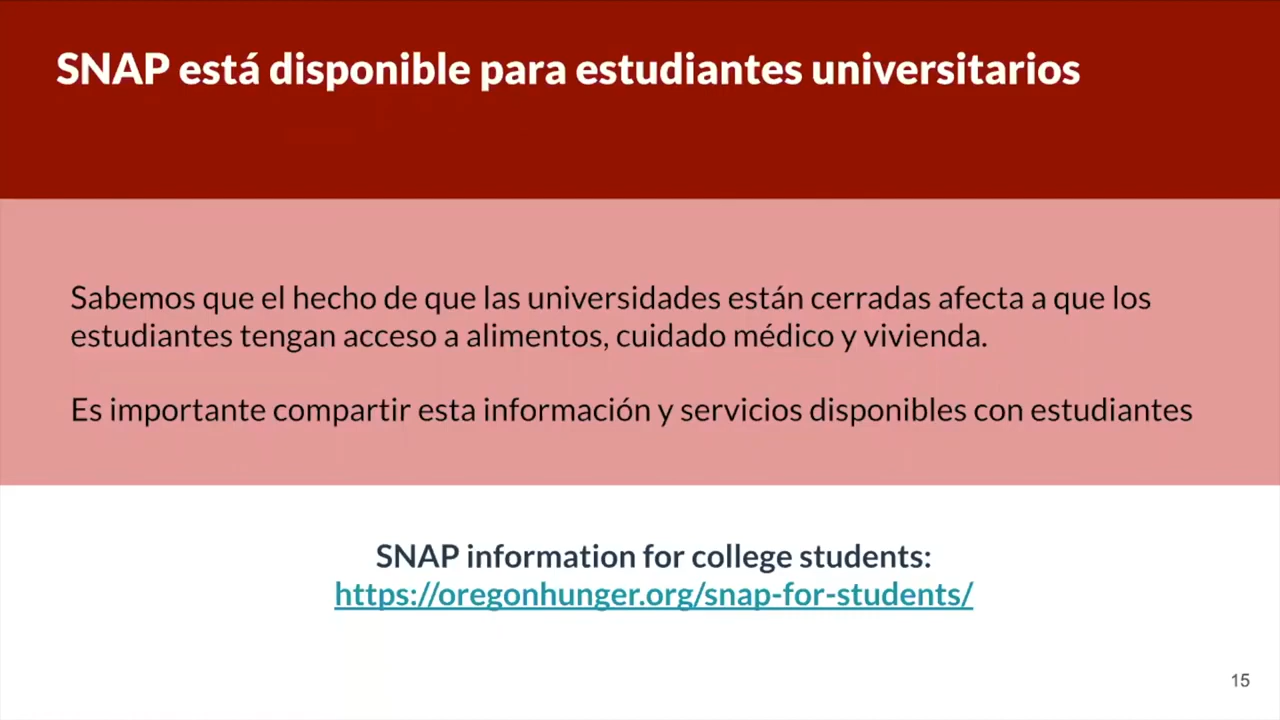 SNAP está disponible para estudiantes universitarios
Sabemos que el hecho de que las universidades están cerradas afecta a que los
estudiantes tengan acceso a alimentos, cuidado médico y vivienda.
Es importante compartir esta información y servicios disponibles con estudiantes
SNAP information for college students:
https://oregonhunger.org/snap-for-students/
15